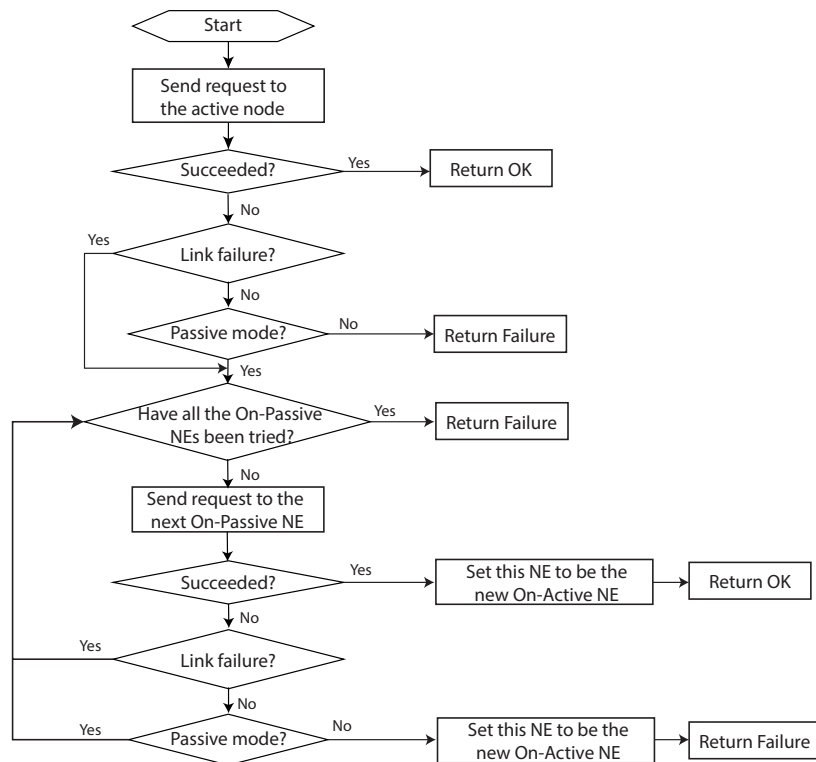 Start
Send request to
the active node
Succeeded?
Yes
Return OK
No
Yes
Link failure?
No
Passive mode?
No
Return Failure
Yes
Have all the On-Passive
NEs been tried?
Yes
Return Failure
No
Send request to the
next On-Passive NE
Succeeded?
Yes
Set this NE to be the
new On-Active NE
Return OK
No
Yes
Link failure?
No
Yes
Passive mode?
No
Set this NE to be the
new On-Active NE
Return Failure